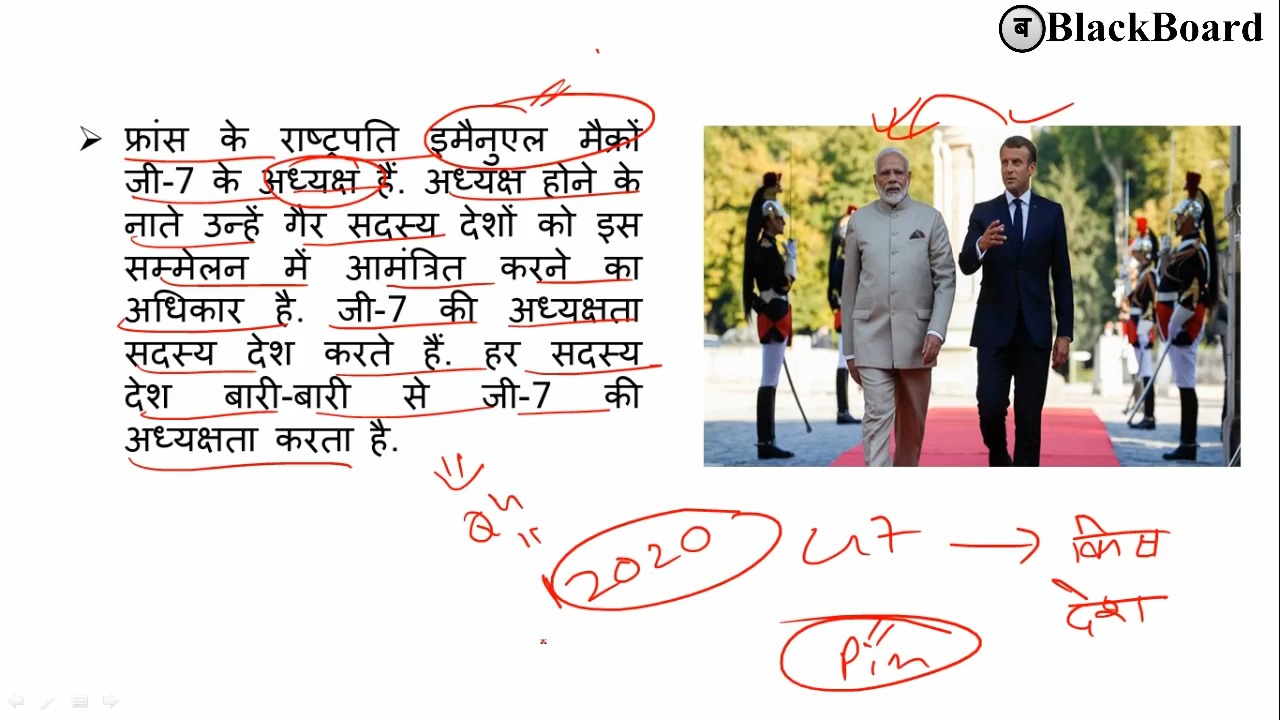 ब BlackBoard
फ्रांस के राष्ट्रपति इमैनुएल मैक्रों
जी-7 के अध्यक्ष हैं. अध्यक्ष होने के
नाते उन्हें गैर सदस्य देशों को इस
सम्मेलन में आमंत्रित करने का
अधिकार है. जी-7 की अध्यक्षता
सदस्य देश करते हैं. हर सदस्य
देश बारी-बारी से जी-7 की
अध्यक्षता करता है.
Qn
2020 G7 → किस
देश
Pin